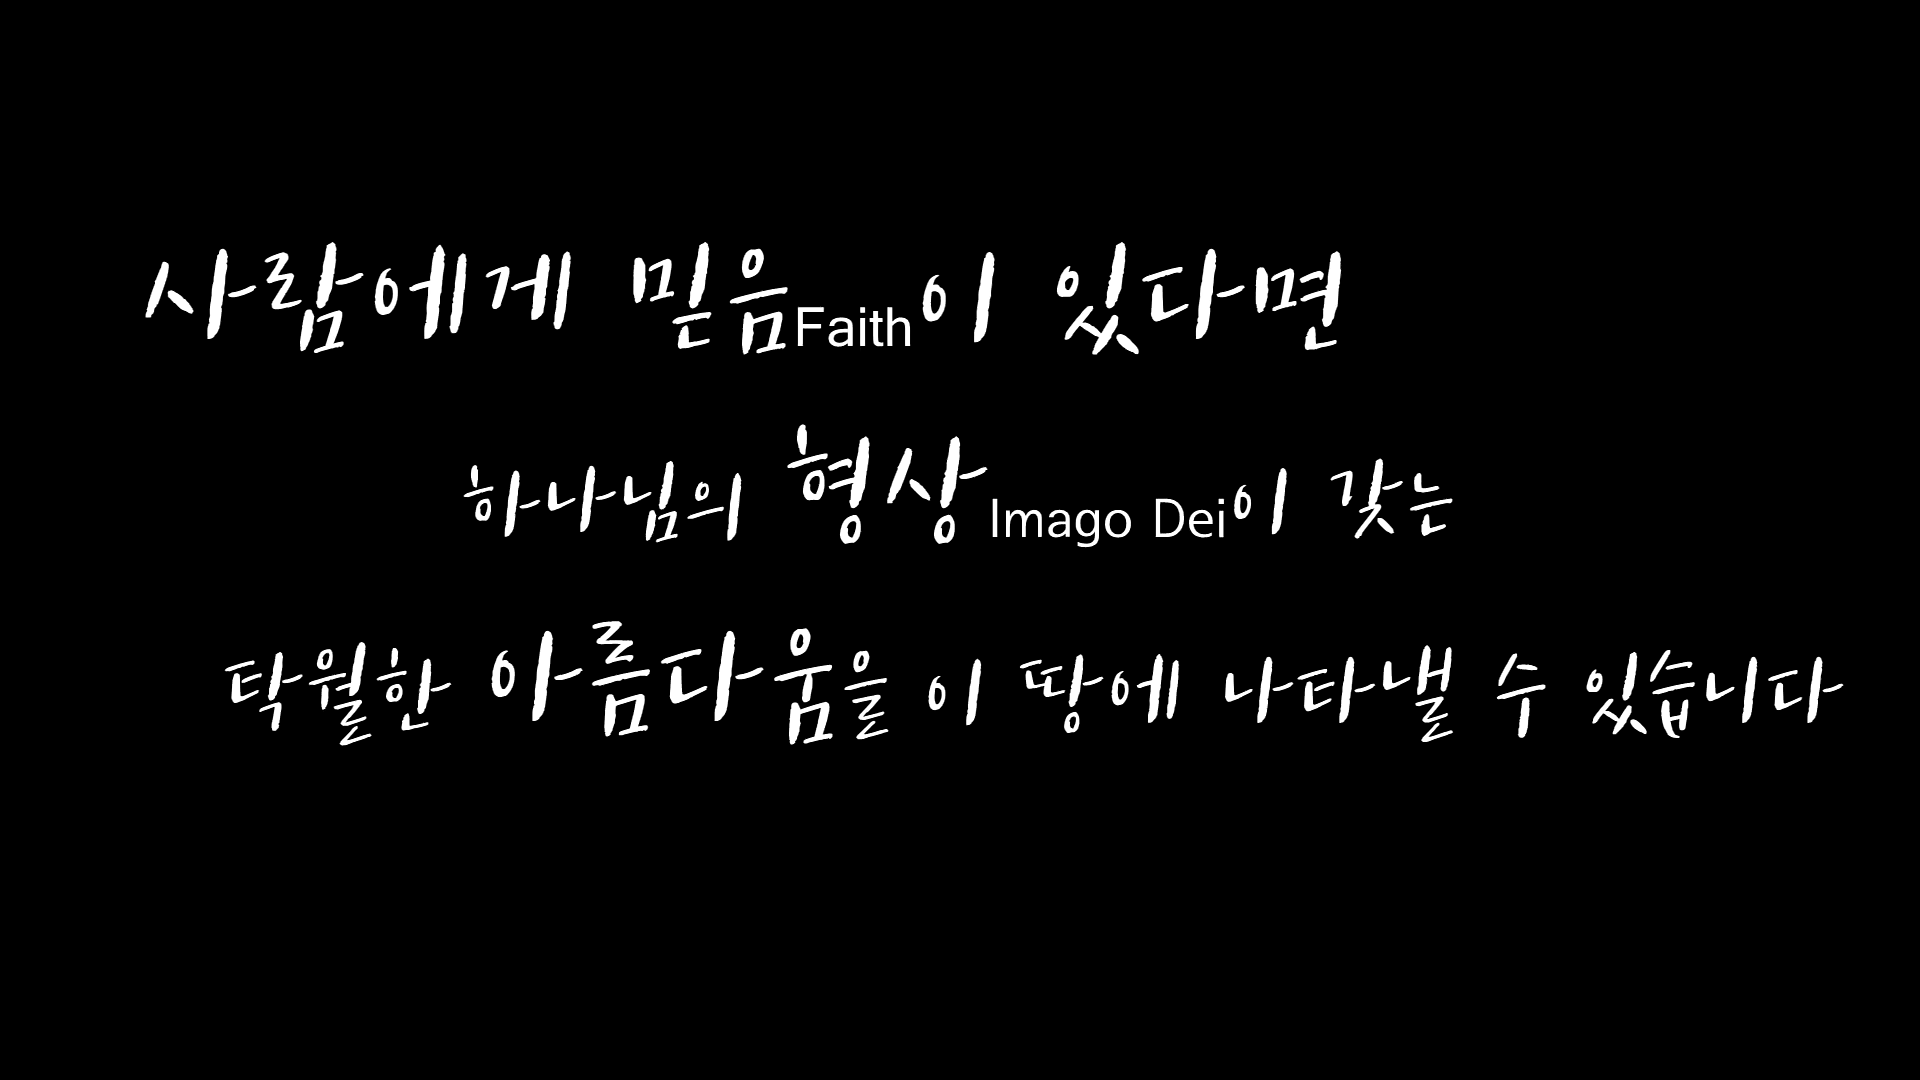 사람에게 믿음Faith이 있다면
하나님의 형상Imago Dei이 갖는
탁월한 아름다움을 이 땅에 나타낼 수 있습니다